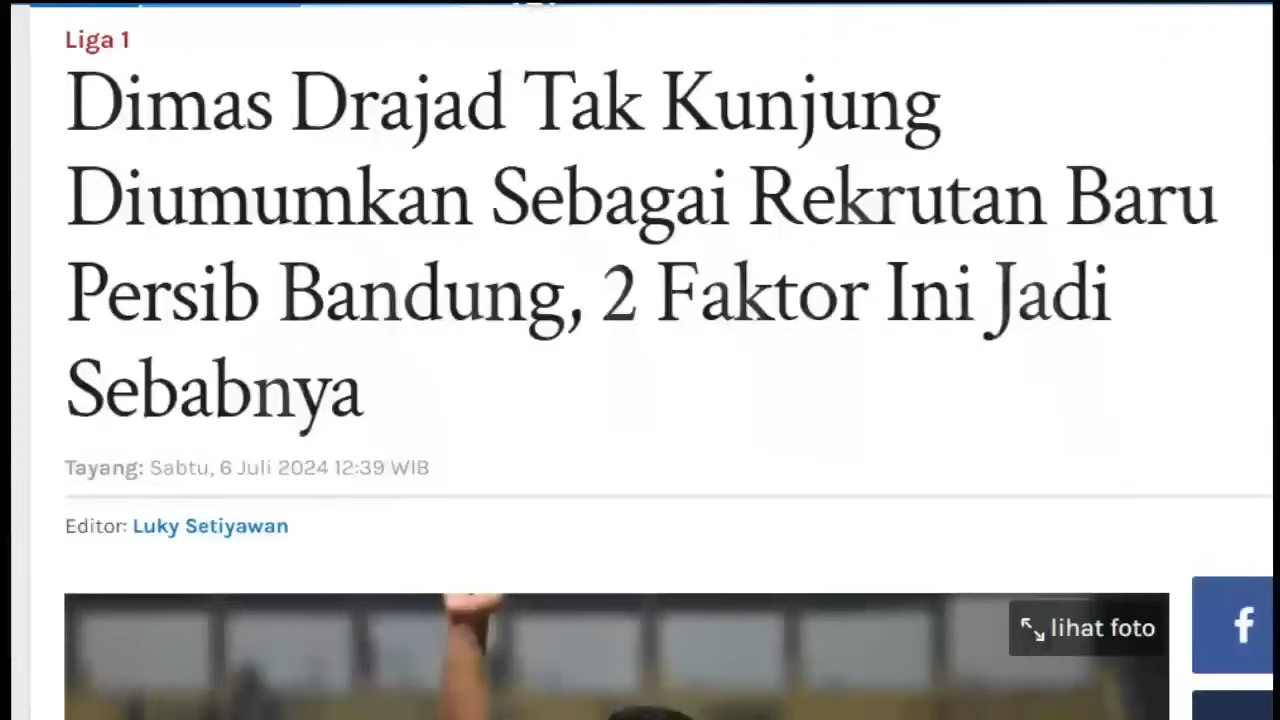 Liga 1
Dimas Drajad Tak Kunjung
Diumumkan Sebagai Rekrutan Baru
Persib Bandung, 2 Faktor Ini Jadi
Sebabnya
Tayang: Sabtu, 6 Juli 2024 12:39 WIB
Editor: Luky Setiyawan
lihat foto
f